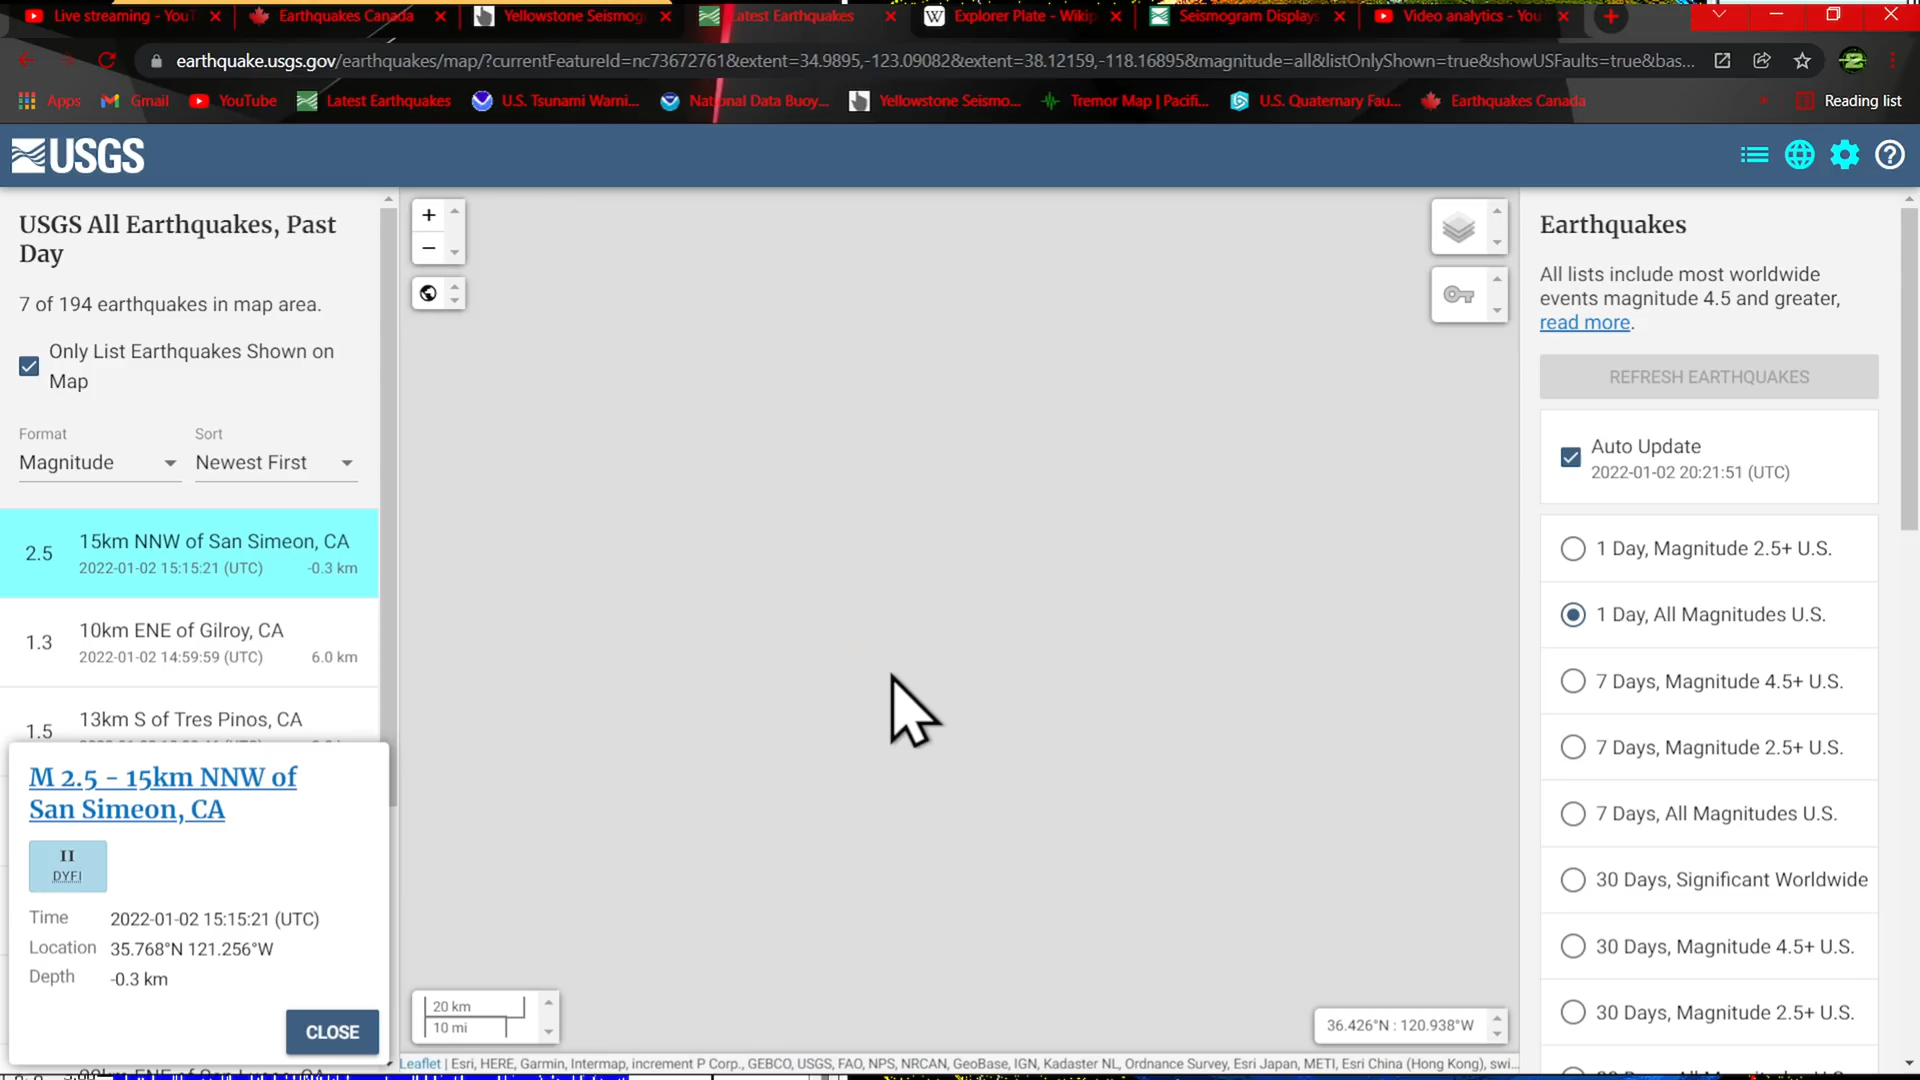 Live streaming - YouT
Earthquakes Canada
Yellowstone Seismog
Latest Earthquakes
Explorer Plate - Wikip
Seismogram Displays
Video analytics - You
earthquake.usgs.gov/earthquakes/map/?currentFeatureId=nc73672761&extent=34.9895,-123.09082&extent=38.12159,-118.16895&magnitude=all&listOnlyShown=true&showUSFaults=true&bas...
Apps
Gmail
YouTube
Latest Earthquakes
U.S. Tsunami Warni...
National Data Buoy...
Yellowstone Seismo...
Tremor Map | Pacifi...
U.S. Quaternary Fau...
Earthquakes Canada
Reading list
USGS
USGS All Earthquakes, Past
Day
7 of 194 earthquakes in map area.
Only List Earthquakes Shown on
Map
Format
Sort
Magnitude
Newest First
2.5
15km NNW of San Simeon, CA
2022-01-02 15:15:21 (UTC)
-0.3 km
1.3
10km ENE of Gilroy, CA
2022-01-02 14:59:59 (UTC)
6.0 km
1.5
13km S of Tres Pinos, CA
M 2.5 - 15km NNW of
San Simeon, CA
II
DYFI
Time
2022-01-02 15:15:21 (UTC)
Location
35.768°N 121.256°W
Depth
-0.3 km
CLOSE
+
−
20 km
10 mi
36.426°N : 120.938°W
Leaflet | Esri, HERE, Garmin, Intermap, increment P Corp., GEBCO, USGS, FAO, NPS, NRCAN, GeoBase, IGN, Kadaster NL, Ordnance Survey, Esri Japan, METI, Esri China (Hong Kong), swi...
Earthquakes
All lists include most worldwide
events magnitude 4.5 and greater,
read more.
REFRESH EARTHQUAKES
Auto Update
2022-01-02 20:21:51 (UTC)
1 Day, Magnitude 2.5+ U.S.
1 Day, All Magnitudes U.S.
7 Days, Magnitude 4.5+ U.S.
7 Days, Magnitude 2.5+ U.S.
7 Days, All Magnitudes U.S.
30 Days, Significant Worldwide
30 Days, Magnitude 4.5+ U.S.
30 Days, Magnitude 2.5+ U.S.